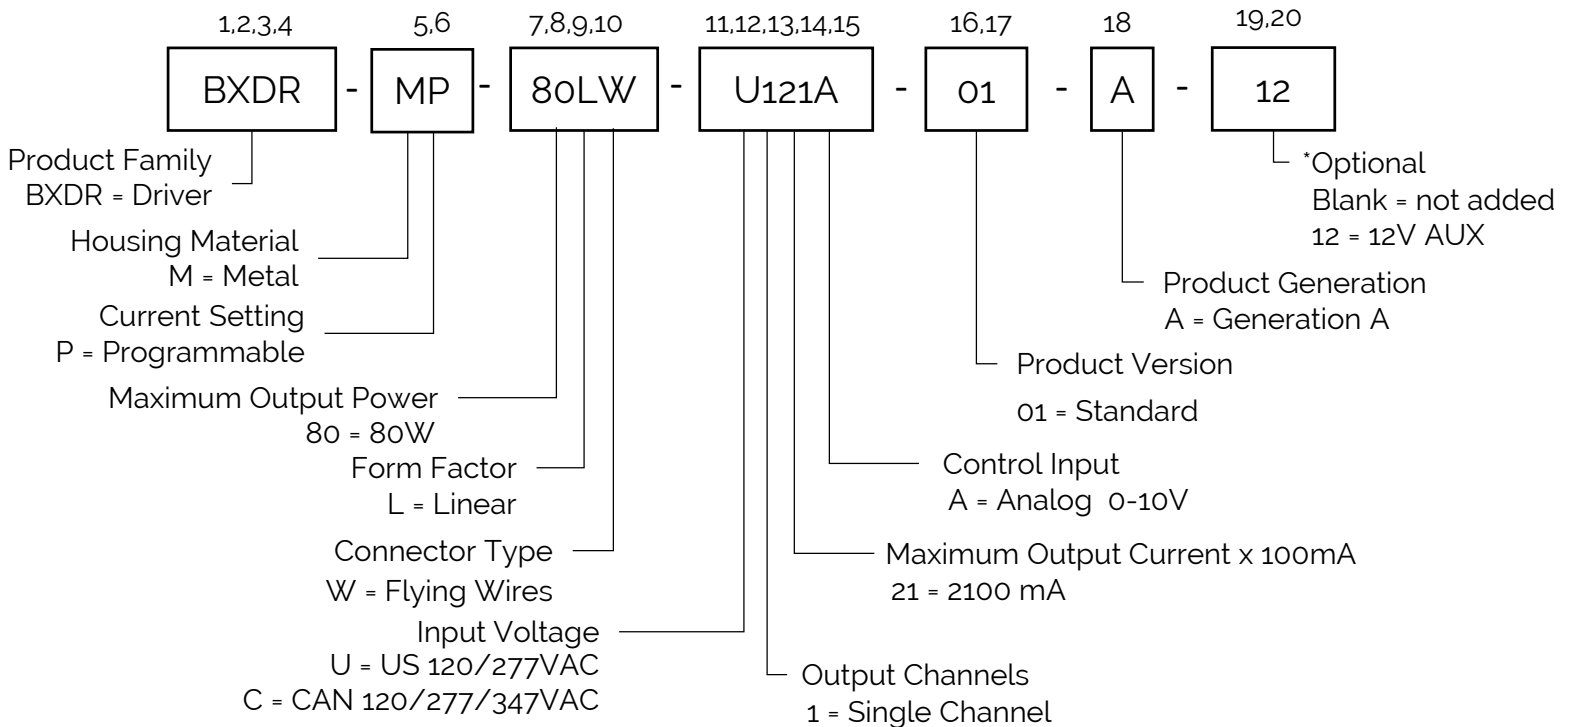 1,2,3,4 5,6 7,8,9,10 11,12,13,14,15 16,17 18 19,20
BXDR - MP - 80LW - U121A - 01 - A - 12
Product Family
BXDR = Driver
Housing Material
M = Metal
Current Setting
P = Programmable
Maximum Output Power
80 = 80W
Form Factor
L = Linear
Connector Type
W = Flying Wires
Input Voltage
U = US 120/277VAC
C = CAN 120/277/347VAC
Output Channels
1 = Single Channel
Maximum Output Current x 100mA
21 = 2100 mA
Control Input
A = Analog 0-10V
Product Version
01 = Standard
Product Generation
A = Generation A
*Optional
Blank = not added
12 = 12V AUX